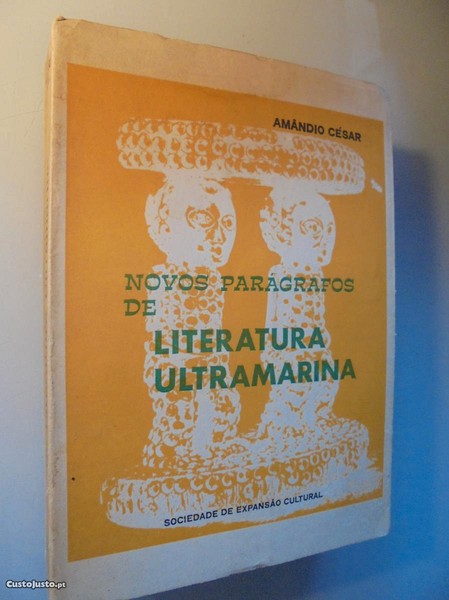 AMÂNDIO CÉSAR
NOVOS PARÁGRAFOS
DE
LITERATURA
ULTRAMARINA
SOCIEDADE DE EXPANSÃO CULTURAL
CustoJusto.pt